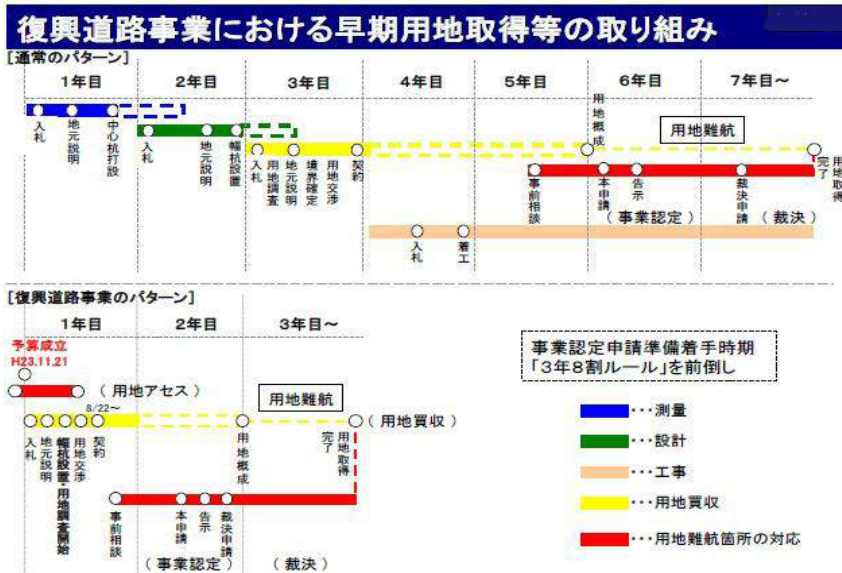 復興道路事業における早期用地取得等の取り組み
[通常のパターン]
1年目
2年目
3年目
4年目
5年目
6年目
7年目~
入札
地元説明
中心杭打設
入札
地元説明
幅杭設置
入札
用地調査
地元説明
境界確定
用地交渉
契約
用地概成
用地難航
用地取得
完了
事前相談
本申請
告示
裁決申請
(事業認定)
(裁決)
入札
着工
[復興道路事業のパターン]
1年目
2年目
3年目~
予算成立
H23.11.21
(用地アセス)
8/22~
入札
地元説明
幅杭設置・用地調査開始
用地交渉
契約
用地概成
用地難航
用地取得
完了
(用地買収)
事前相談
本申請
告示
裁決申請
(事業認定)
(裁決)
事業認定申請準備着手時期
「3年8割ルール」を前倒し
・・・測量
・・・設計
・・・工事
・・・用地買収
・・・用地難航箇所の対応